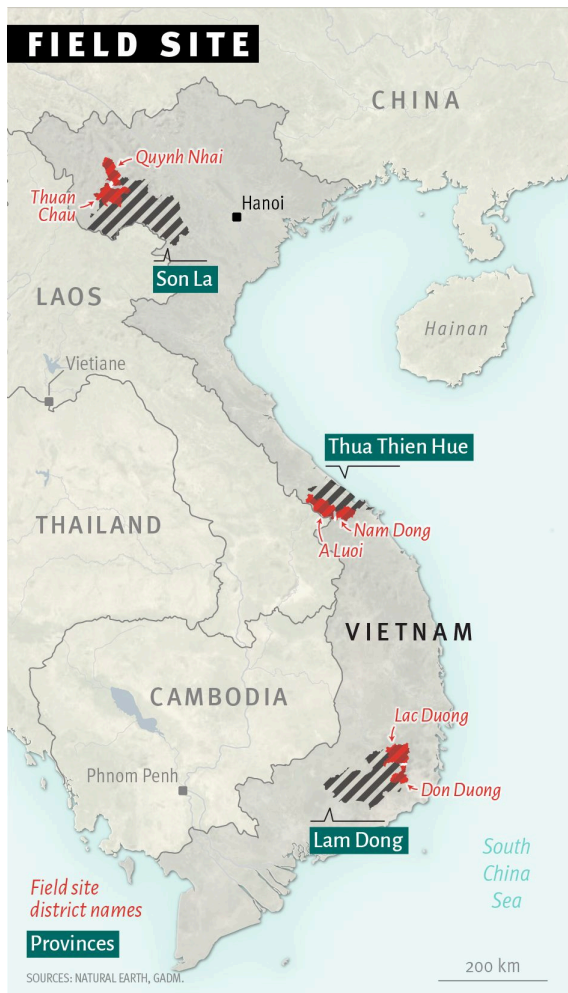 FIELD SITE
CHINA
Quynh Nhai
Thuan
Chau
Hanoi
Son La
LAOS
Hainan
Vietiane
Thua Thien Hue
THAILAND
Nam Dong
A Luoi
VIETNAM
CAMBODIA
Lac Duong
Phnom Penh
Don Duong
Lam Dong
South
China
Sea
Field site
district names
Provinces
200 km
SOURCES: NATURAL EARTH, GADM.